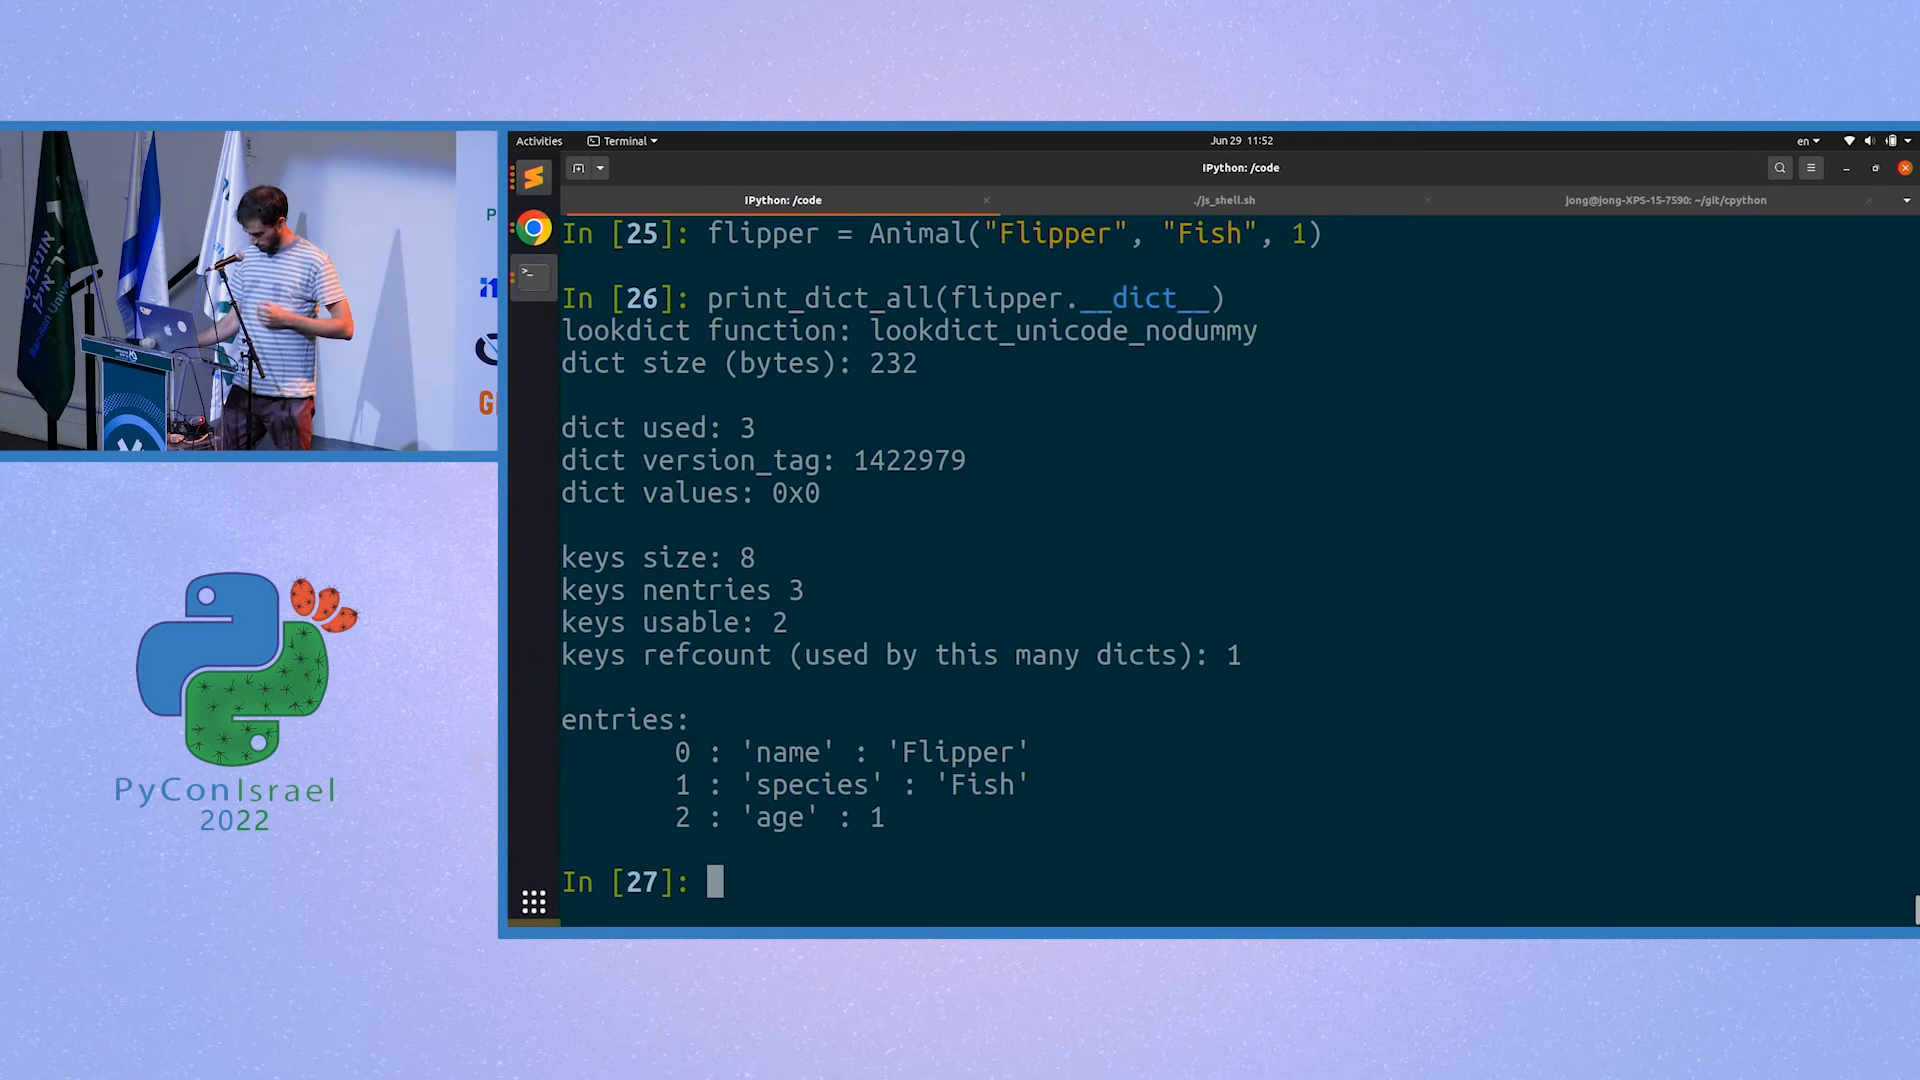 Activities
Terminal
Jun 29 11:52
en
IPython: /code
IPython: /code
./js_shell.sh
jong@jong-XPS-15-7590: ~/git/cpython
In [25]: flipper = Animal("Flipper", "Fish", 1)
In [26]: print_dict_all(flipper.__dict__)
lookdict function: lookdict_unicode_nodummy
dict size (bytes): 232
dict used: 3
dict version_tag: 1422979
dict values: 0x0
keys size: 8
keys nentries 3
keys usable: 2
keys refcount (used by this many dicts): 1
entries:
0 : 'name' : 'Flipper'
1 : 'species' : 'Fish'
2 : 'age' : 1
In [27]:
PyConIsrael
2022